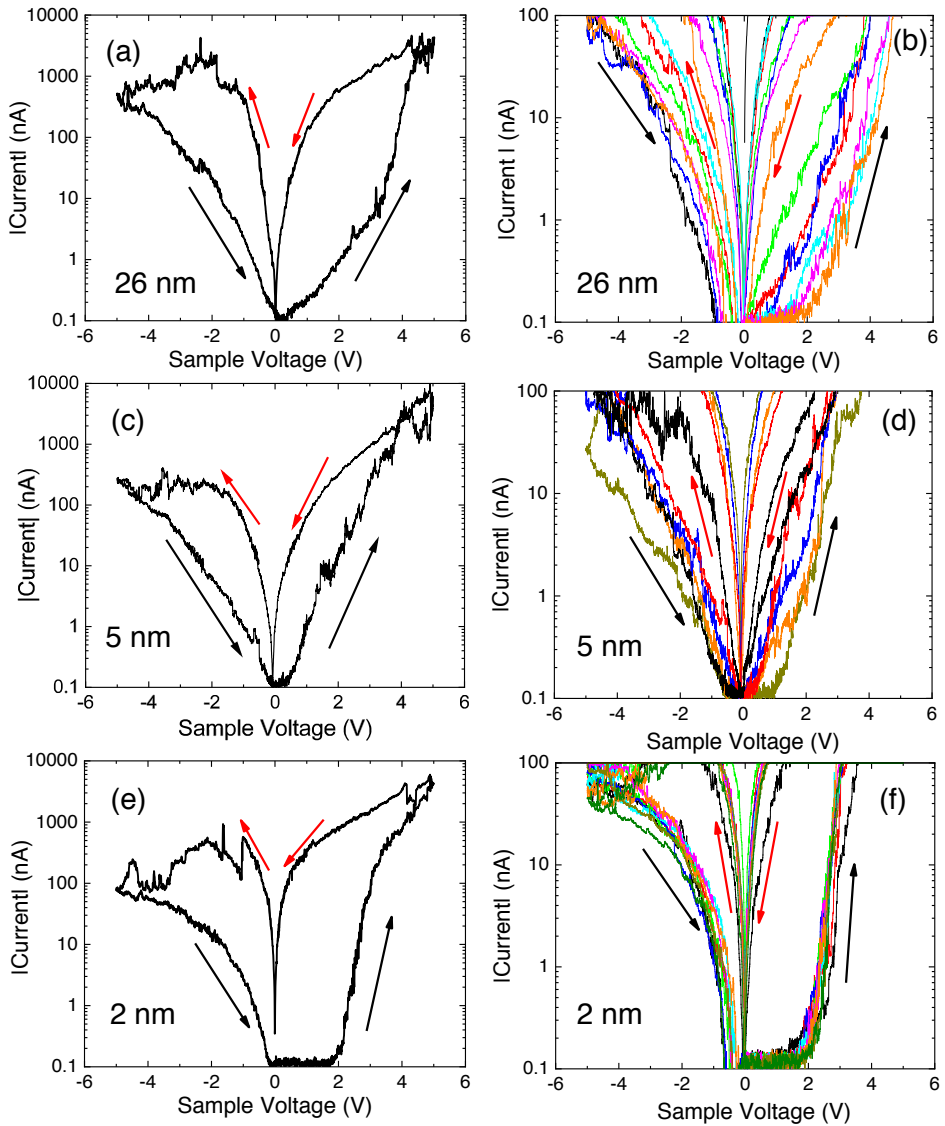 (a)
10000
1000
100
10
1
0.1
|Current| (nA)
26 nm
-6 -4 -2 0 2 4 6
Sample Voltage (V)
(b)
100
10
1
0.1
|Current | (nA)
26 nm
-6 -4 -2 0 2 4 6
Sample Voltage (V)
(c)
10000
1000
100
10
1
0.1
|Current| (nA)
5 nm
-6 -4 -2 0 2 4 6
Sample Voltage (V)
(d)
100
10
1
0.1
|Current| (nA)
5 nm
-6 -4 -2 0 2 4 6
Sample Voltage (V)
(e)
10000
1000
100
10
1
0.1
|Current| (nA)
2 nm
-6 -4 -2 0 2 4 6
Sample Voltage (V)
(f)
100
10
1
0.1
|Current| (nA)
2 nm
-6 -4 -2 0 2 4 6
Sample Voltage (V)